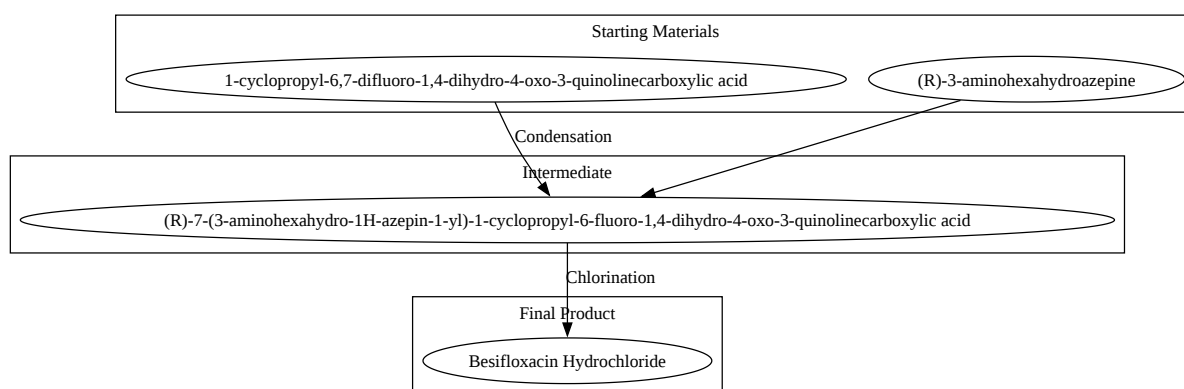 Starting Materials
1-cyclopropyl-6,7-difluoro-1,4-dihydro-4-oxo-3-quinolinecarboxylic acid
(R)-3-aminohexahydroazepine
Condensation
Intermediate
(R)-7-(3-aminohexahydro-1H-azepin-1-yl)-1-cyclopropyl-6-fluoro-1,4-dihydro-4-oxo-3-quinolinecarboxylic acid
Chlorination
Final Product
Besifloxacin Hydrochloride